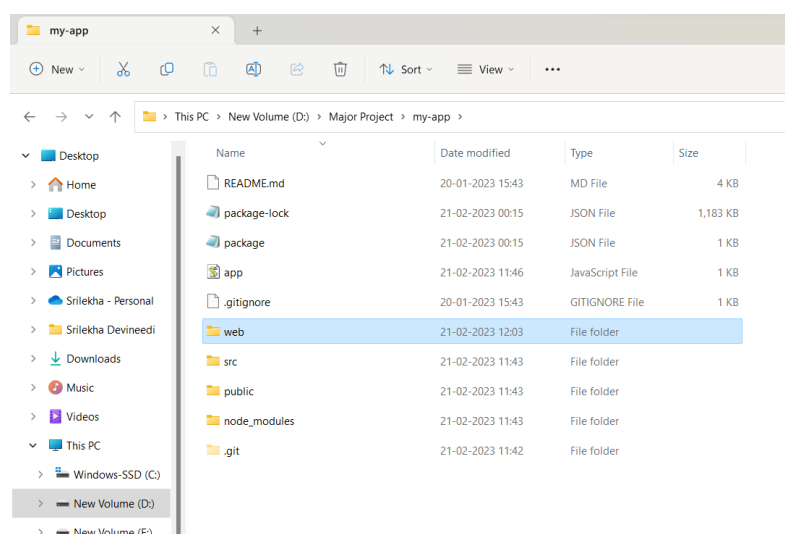 my-app
New
Sort
View
This PC > New Volume (D:) > Major Project > my-app >
Desktop
Home
Desktop
Documents
Pictures
Srilekha - Personal
Srilekha Devineedi
Downloads
Music
Videos
This PC
Windows-SSD (C:)
New Volume (D:)
New Volume (F:)
Name Date modified Type Size
README.md 20-01-2023 15:43 MD File 4 KB
package-lock 21-02-2023 00:15 JSON File 1,183 KB
package 21-02-2023 00:15 JSON File 1 KB
app 21-02-2023 11:46 JavaScript File 1 KB
.gitignore 20-01-2023 15:43 GITIGNORE File 1 KB
web 21-02-2023 12:03 File folder
src 21-02-2023 11:43 File folder
public 21-02-2023 11:43 File folder
node_modules 21-02-2023 11:43 File folder
.git 21-02-2023 11:42 File folder